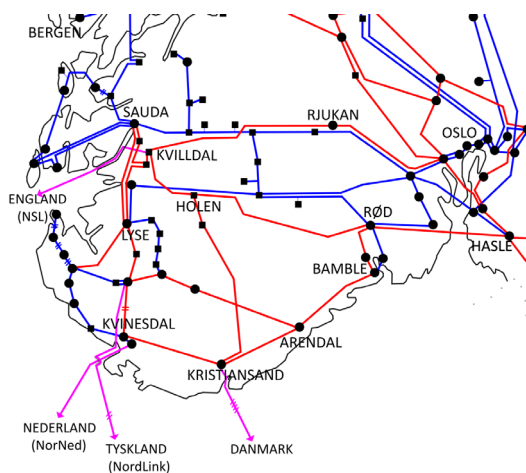 BERGEN
SAUDA
RJUKAN
OSLO
KVILLDAL
ENGLAND
(NSL)
HOLEN
RØD
LYSE
HASLE
BAMBLE
KVINESDAL
ARENDAL
KRISTIANSAND
NEDERLAND
(NorNed)
TYSKLAND
(NordLink)
DANMARK